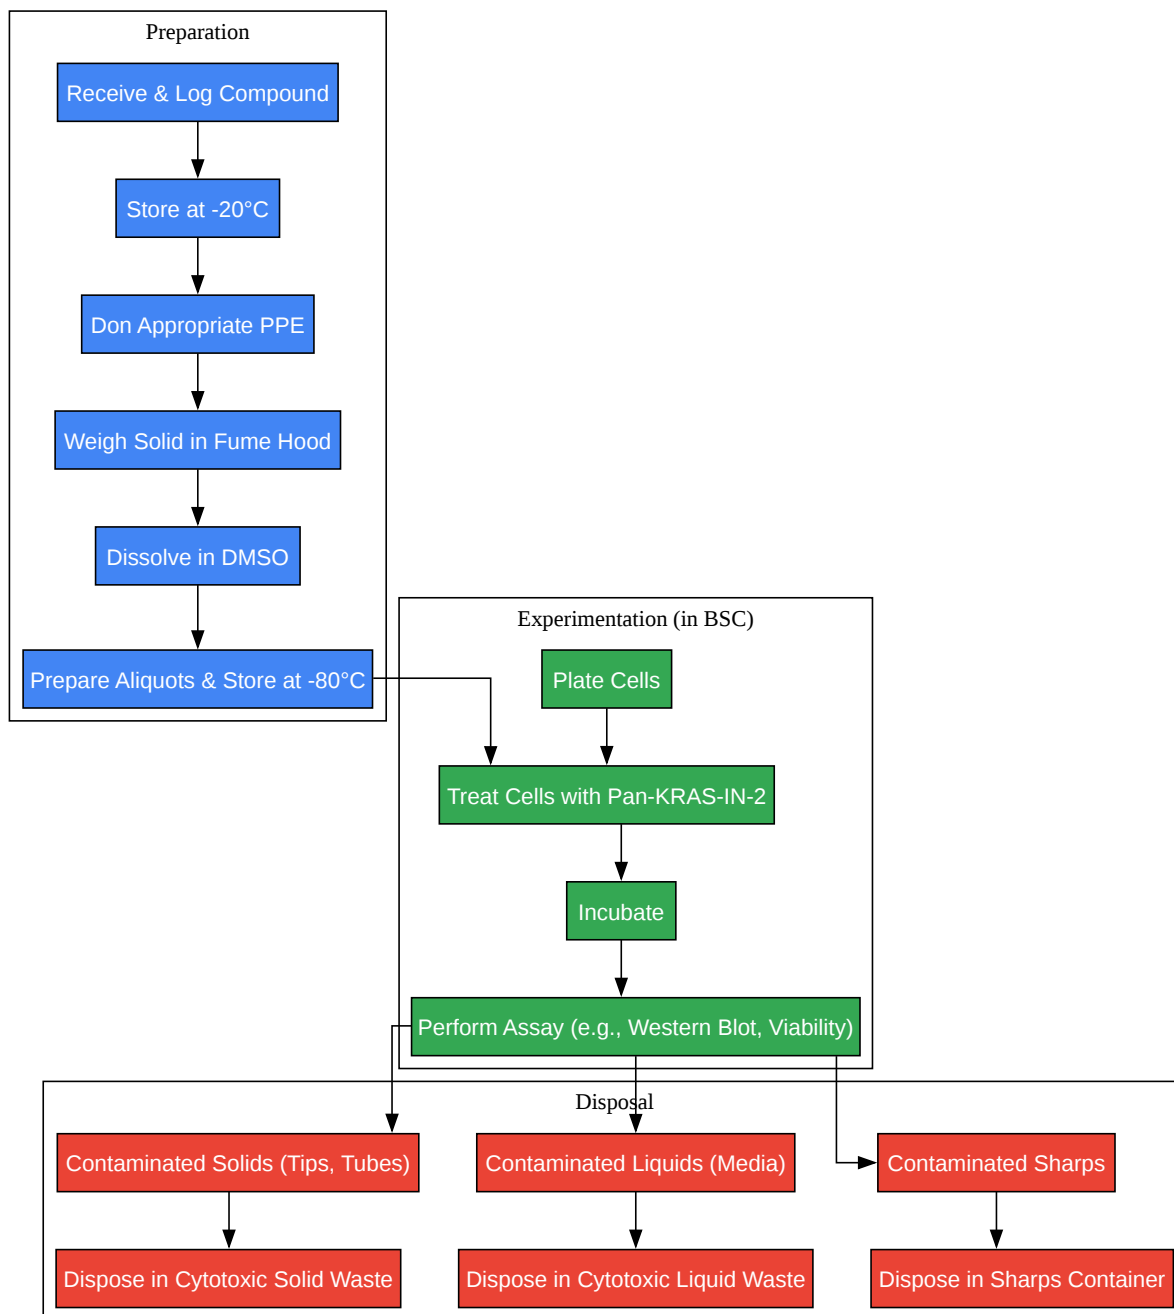 Preparation
Receive & Log Compound
Store at -20°C
Don Appropriate PPE
Weigh Solid in Fume Hood
Dissolve in DMSO
Prepare Aliquots & Store at -80°C
Experimentation (in BSC)
Plate Cells
Treat Cells with Pan-KRAS-IN-2
Incubate
Perform Assay (e.g., Western Blot, Viability)
Disposal
Contaminated Solids (Tips, Tubes)
Contaminated Liquids (Media)
Contaminated Sharps
Dispose in Cytotoxic Solid Waste
Dispose in Cytotoxic Liquid Waste
Dispose in Sharps Container